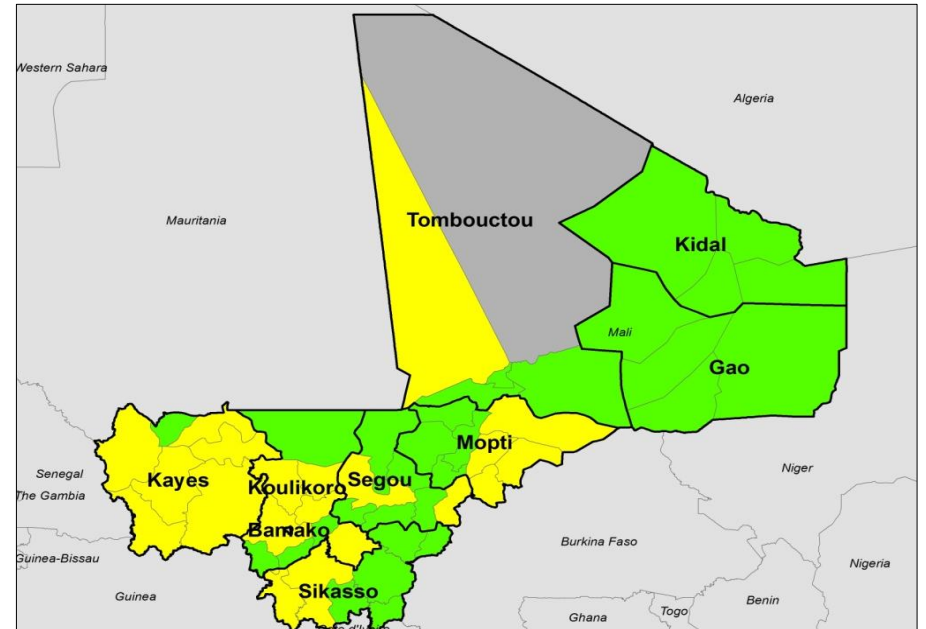 Western Sahara
Algeria
Mauritania
Tombouctou
Kidal
Mali
Gao
Mopti
Senegal
Kayes
Koulikoro
Segou
Niger
The Gambia
Bamako
Burkina Faso
Guinea-Bissau
Nigeria
Guinea
Sikasso
Benin
Togo
Ghana